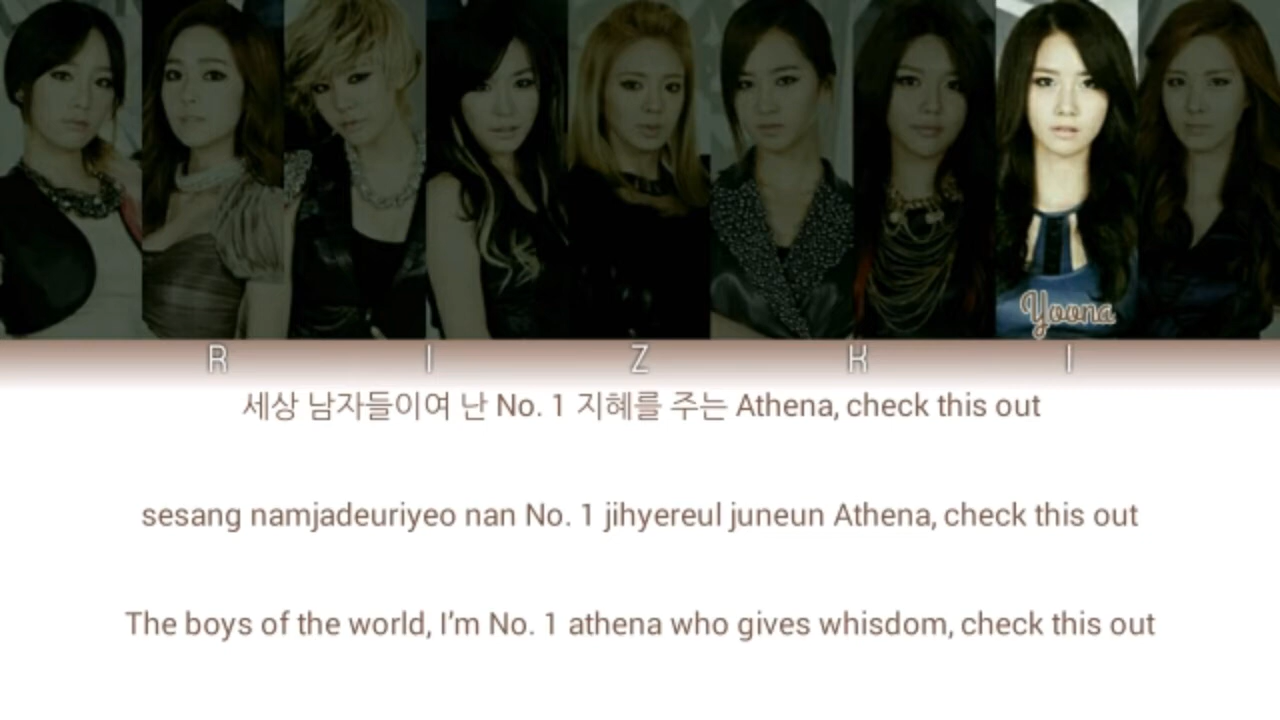 Yoona
R I Z K I
세상 남자들이여 난 No. 1 지혜를 주는 Athena, check this out
sesang namjadeuriyeo nan No. 1 jihyereul juneun Athena, check this out
The boys of the world, I'm No. 1 athena who gives whisdom, check this out